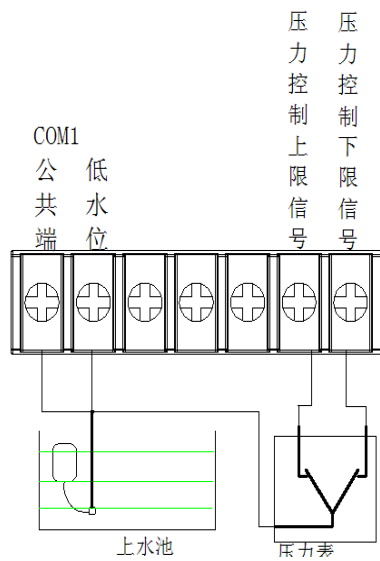 COM1
公共端
低水位
压力控制上限信号
压力控制下限信号
上水池
压力表